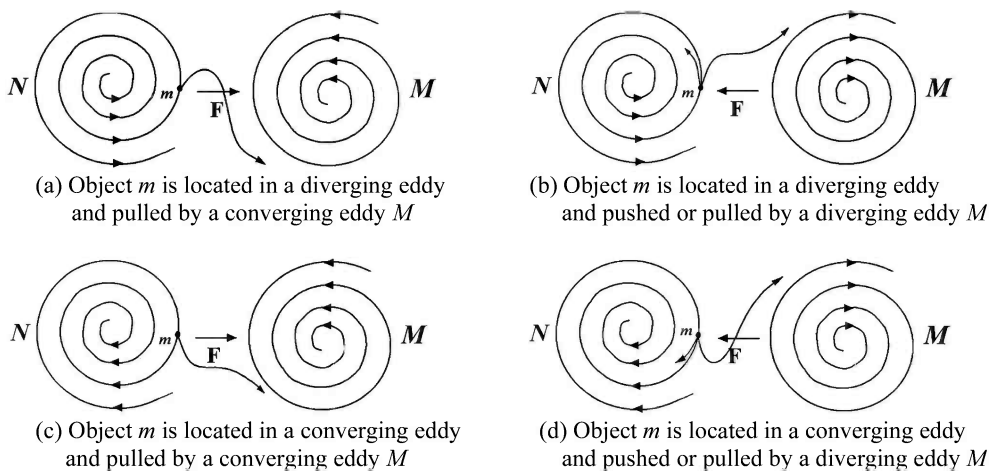 N m F M
(a) Object m is located in a diverging eddy
and pulled by a converging eddy M
N m F M
(b) Object m is located in a diverging eddy
and pushed or pulled by a diverging eddy M
N m F M
(c) Object m is located in a converging eddy
and pulled by a converging eddy M
N m F M
(d) Object m is located in a converging eddy
and pushed or pulled by a diverging eddy M